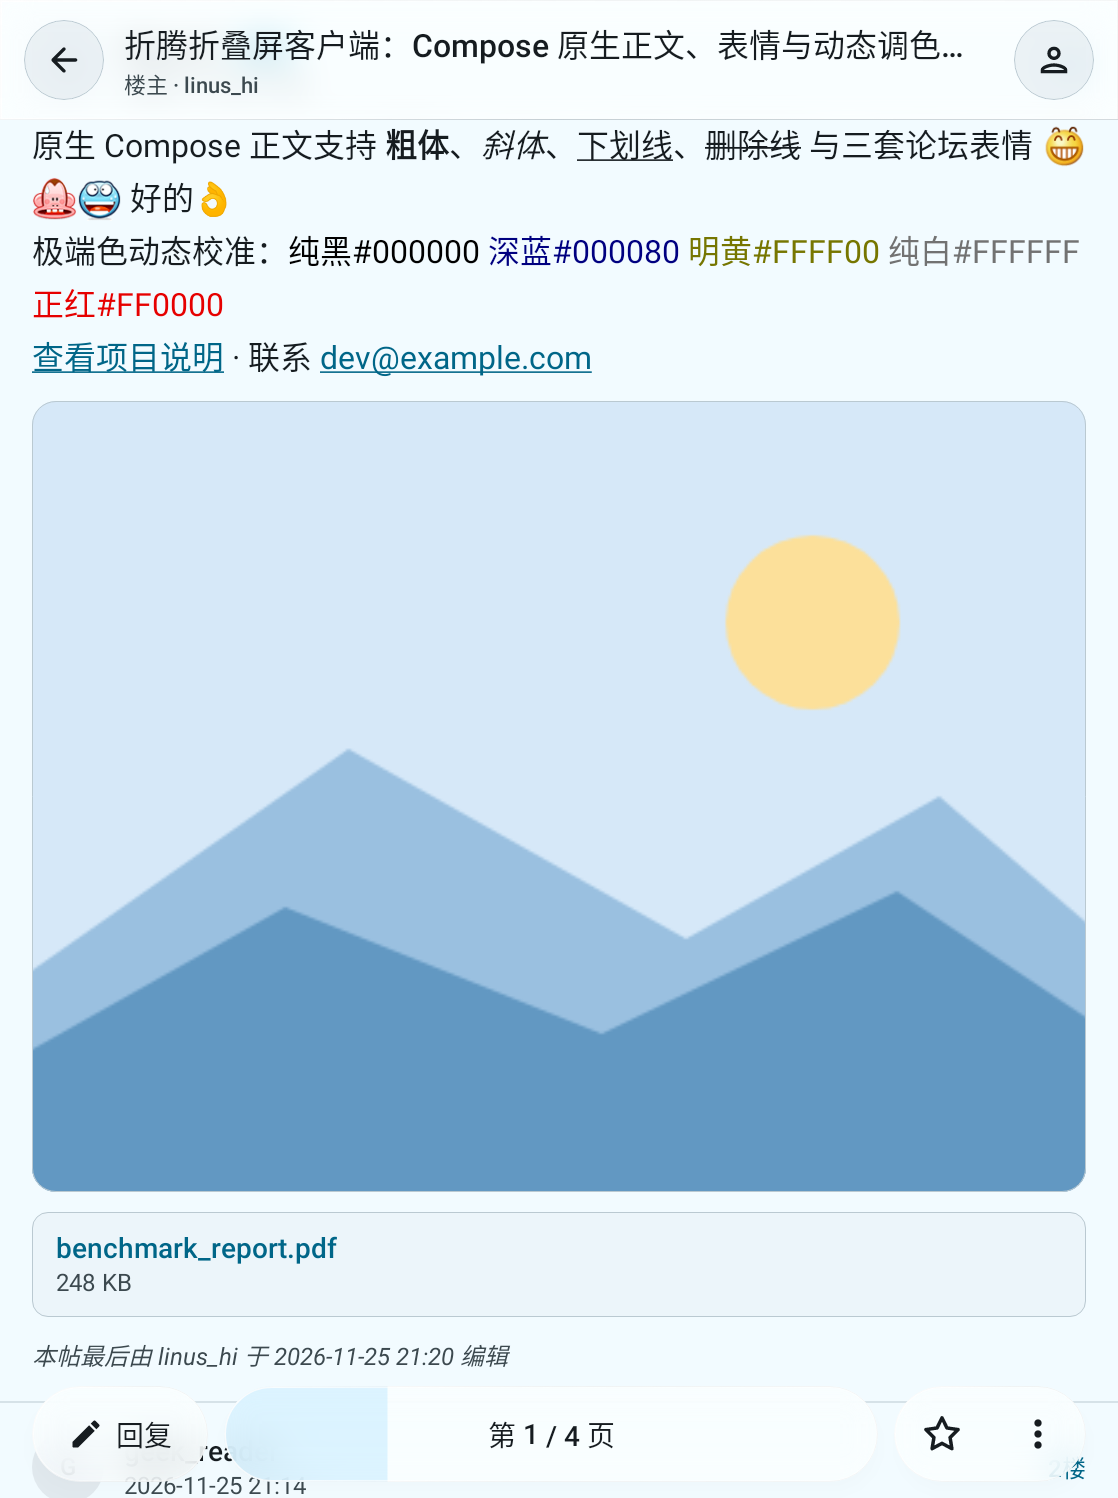 折腾折叠屏客户端：Compose 原生正文、表情与动态调色…
楼主 · linus_hi
原生 Compose 正文支持 粗体、斜体、下划线、删除线 与三套论坛表情
好的
极端色动态校准：纯黑#000000 深蓝#000080 明黄#FFFF00 纯白#FFFFFF
正红#FF0000
查看项目说明 · 联系 dev@example.com
benchmark_report.pdf
248 KB
本帖最后由 linus_hi 于 2026-11-25 21:20 编辑
回复
第 1 / 4 页
G
2026-11-25 21:14
2楼